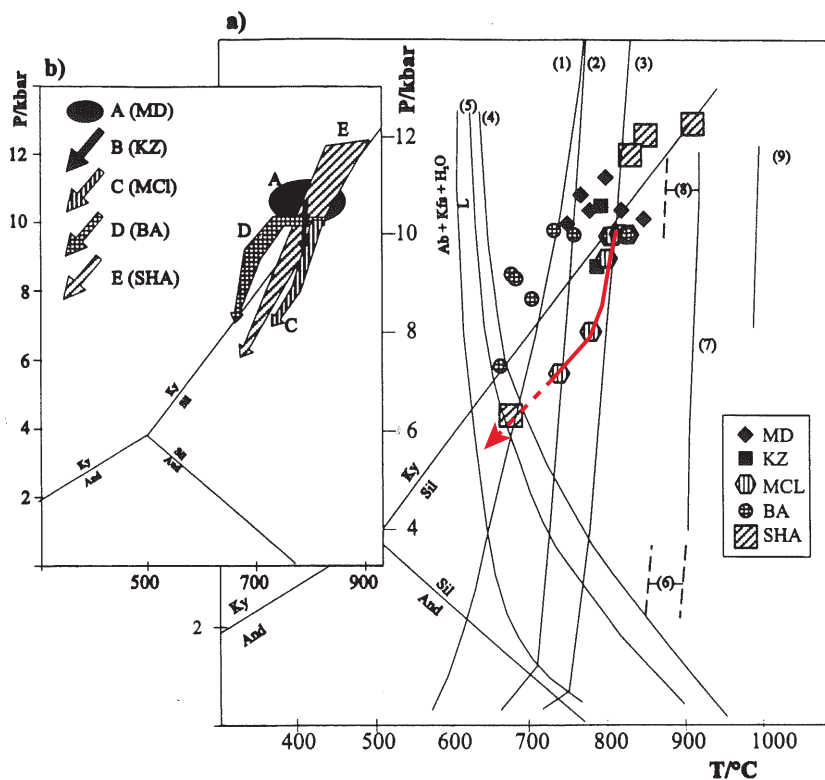 a)
b)
P/kbar
P/kbar
A (MD)
B (KZ)
C (MCl)
D (BA)
E (SHA)
12
10
8
6
4
2
500
700
900
A
E
D
C
Ky
Sil
Ky
And
Sil
And
12
10
8
6
4
2
(1)
(2)
(3)
(5)
(4)
(9)
(8)
(7)
(6)
Ab + Kfs + H2O
L
Ky
Sil
Sil
And
Ky
And
MD
KZ
MCL
BA
SHA
400
500
600
700
800
900
1000
T/°C